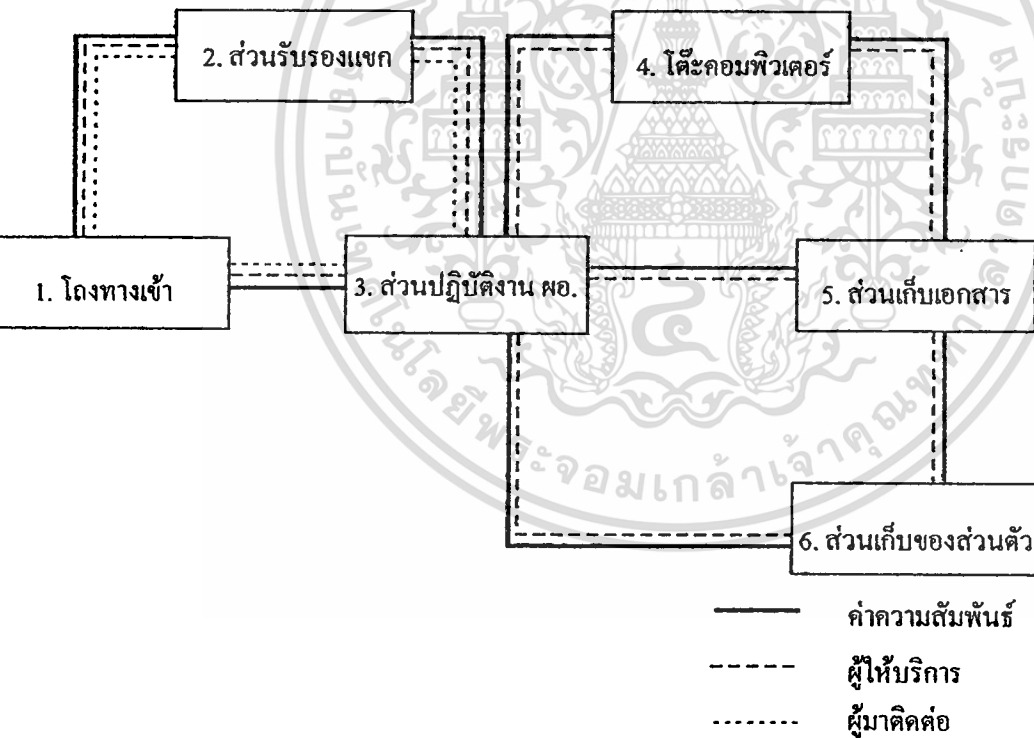 2. ส่วนรับรองแขก
4. โต๊ะคอมพิวเตอร์
1. โถงทางเข้า
3. ส่วนปฏิบัติงาน ผอ.
5. ส่วนเก็บเอกสาร
6. ส่วนเก็บของส่วนตัว
ค่าความสัมพันธ์
ผู้ให้บริการ
ผู้มาติดต่อ